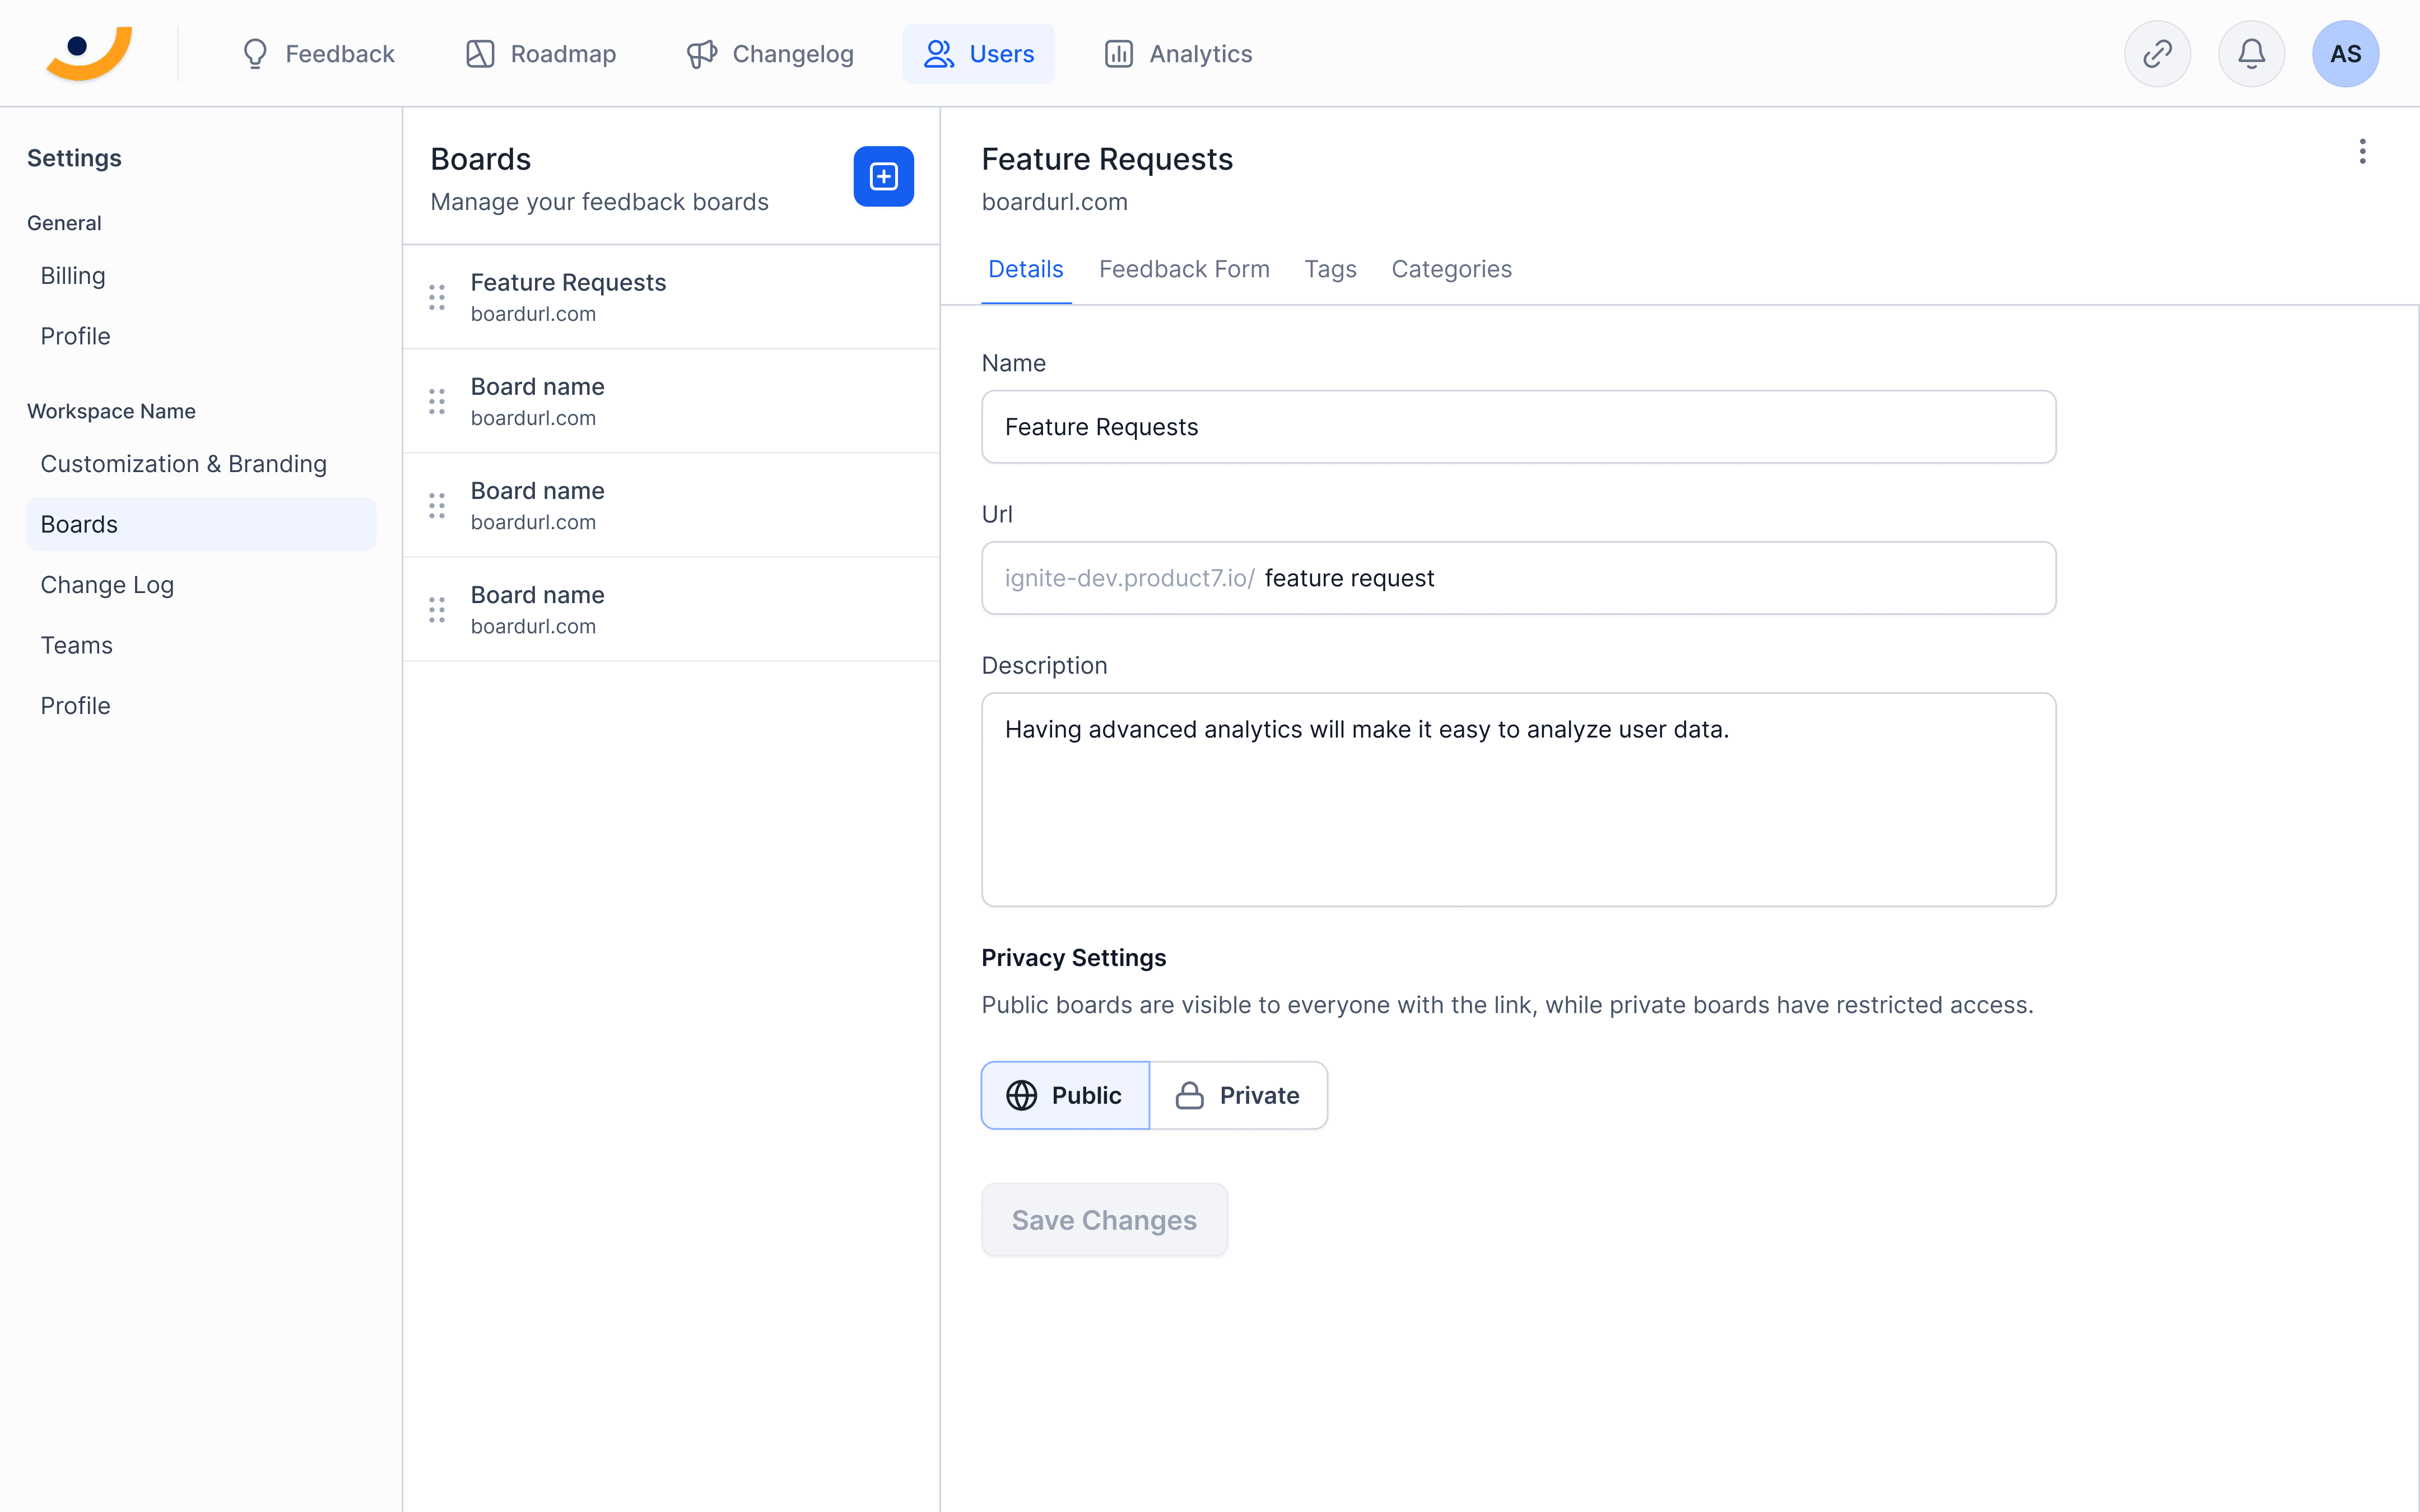 Feedback
Roadmap
Changelog
Users
Analytics
AS
Settings
General
Billing
Profile
Workspace Name
Customization & Branding
Boards
Change Log
Teams
Profile
Boards
Manage your feedback boards
Feature Requests
boardurl.com
Board name
boardurl.com
Board name
boardurl.com
Board name
boardurl.com
Feature Requests
boardurl.com
Details
Feedback Form
Tags
Categories
Name
Feature Requests
Url
ignite-dev.product7.io/ feature request
Description
Having advanced analytics will make it easy to analyze user data.
Privacy Settings
Public boards are visible to everyone with the link, while private boards have restricted access.
Public
Private
Save Changes